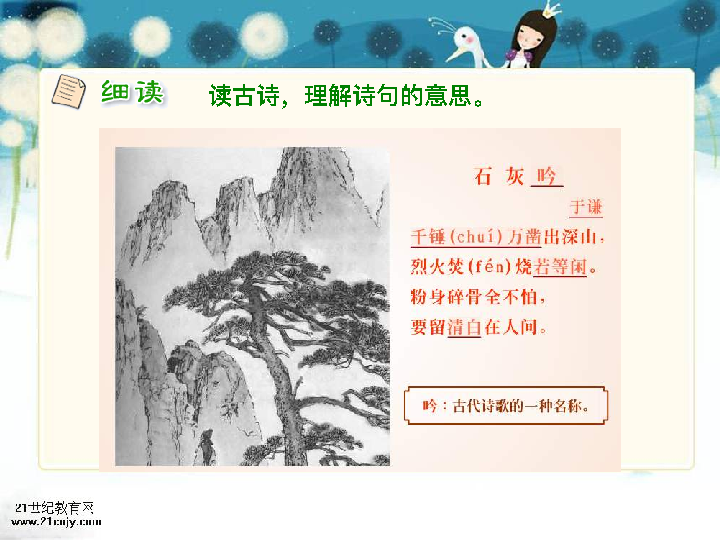 细读
读古诗，理解诗句的意思。
石灰吟
于谦
千锤(chuí)万凿出深山，
烈火焚(fén)烧若等闲。
粉身碎骨全不怕，
要留清白在人间。
吟：古代诗歌的一种名称。
21世纪教育网
www.21cnjy.com